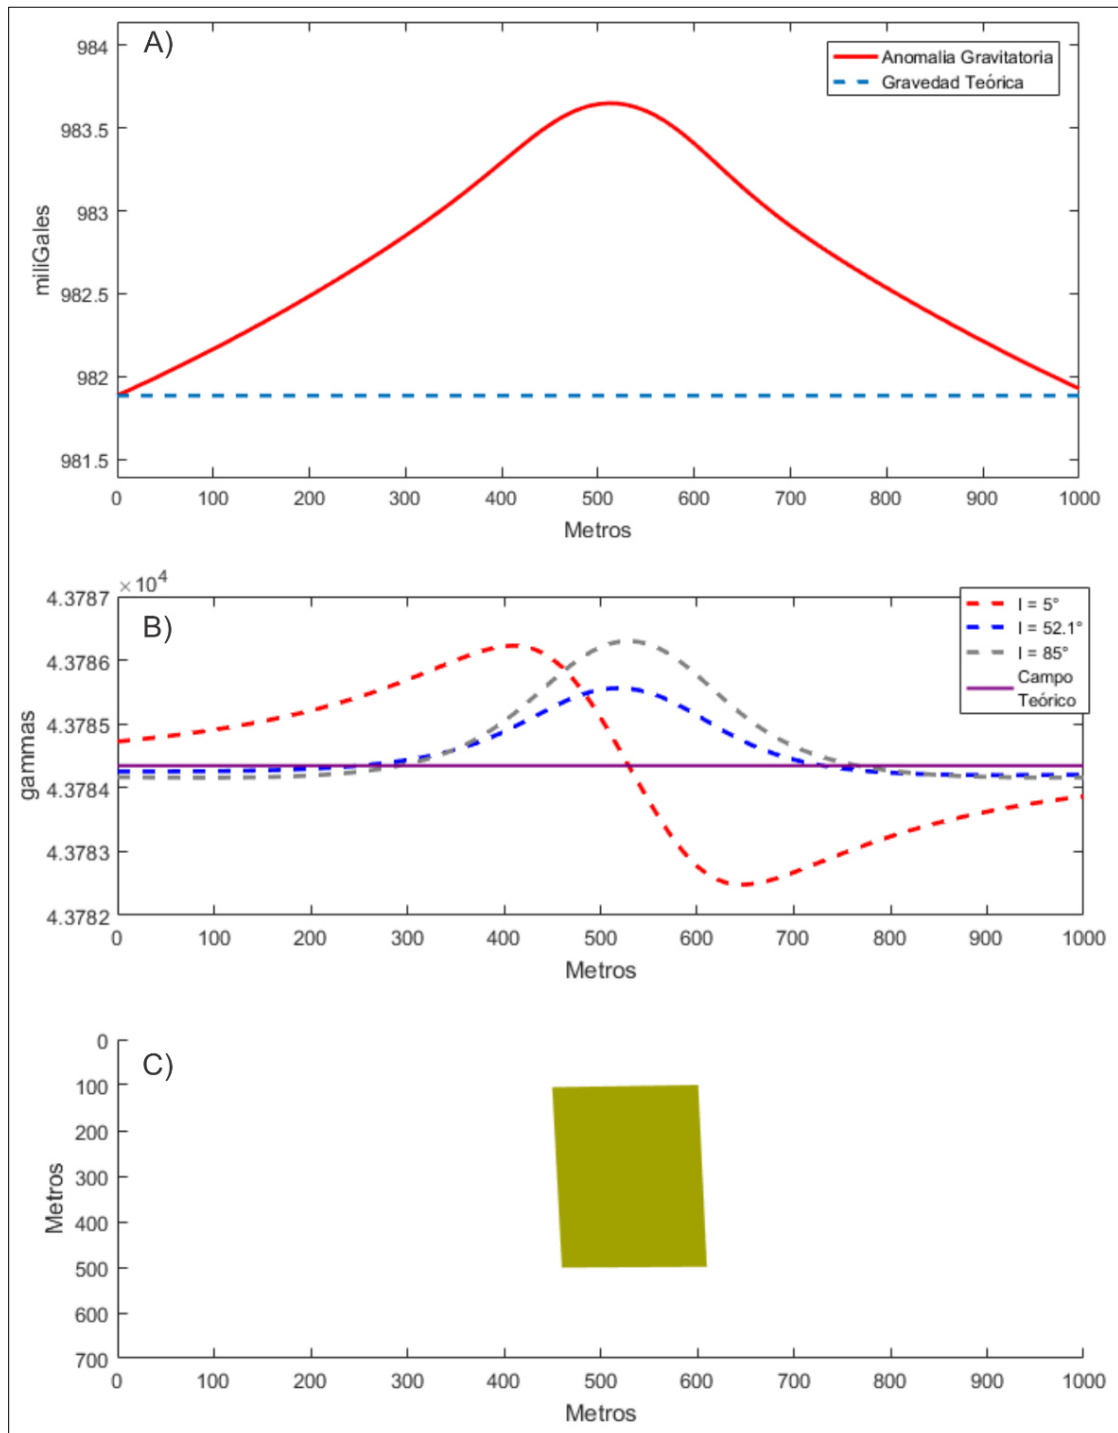 A)
984
983.5
983
982.5
982
981.5
miliGales
Anomalia Gravitatoria
Gravedad Teórica
0 100 200 300 400 500 600 700 800 900 1000
Metros
×10⁴
B)
4.3787
4.3786
4.3785
4.3784
4.3783
4.3782
gammas
I = 5°
I = 52.1°
I = 85°
Campo
Teórico
0 100 200 300 400 500 600 700 800 900 1000
Metros
C)
0
100
200
300
400
500
600
700
Metros
0 100 200 300 400 500 600 700 800 900 1000
Metros